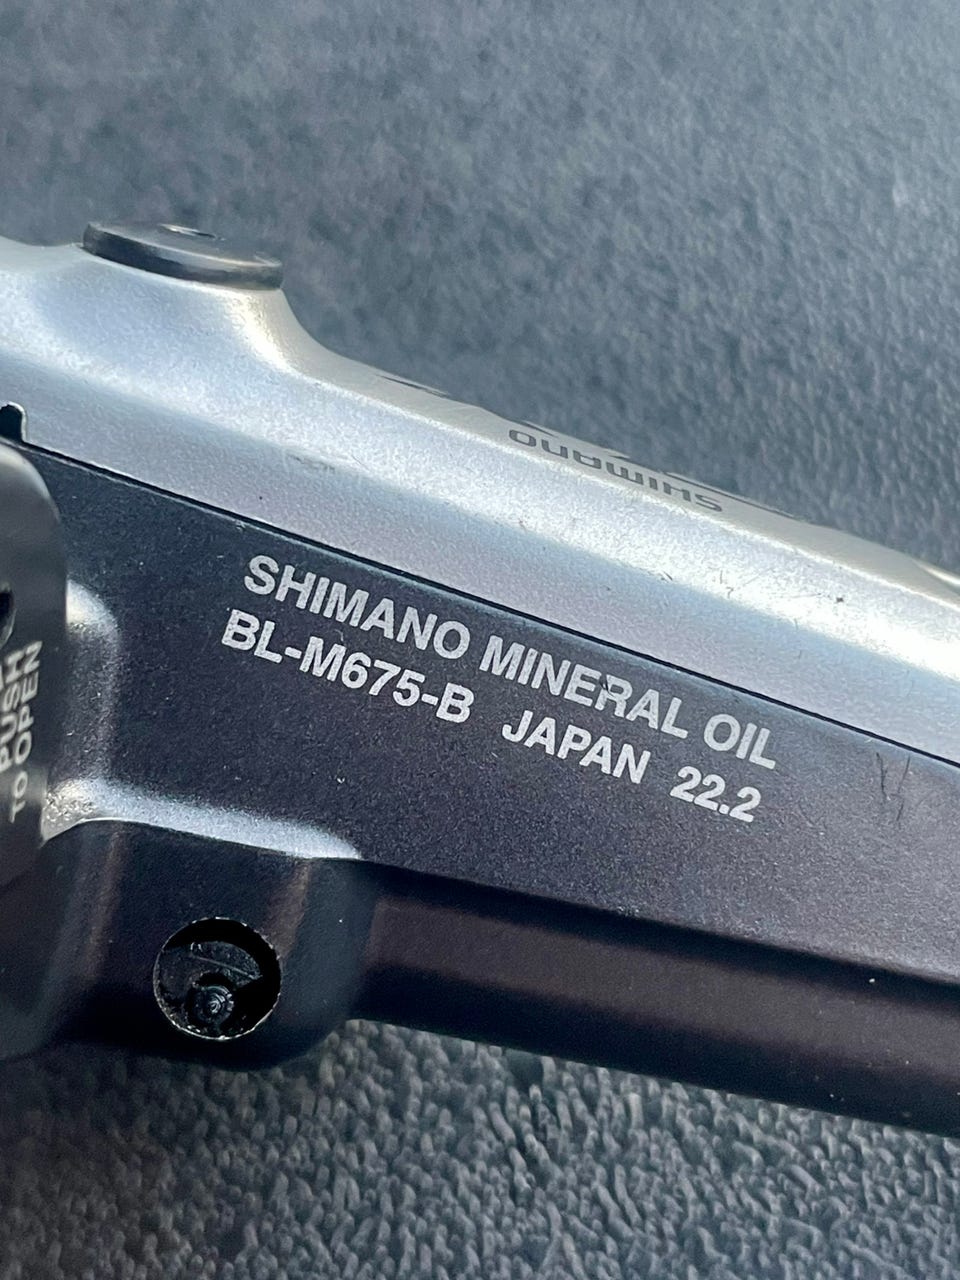 SHIMANO
SHIMANO MINERAL OIL
BL-M675-B JAPAN 22.2
PUSH
TO OPEN